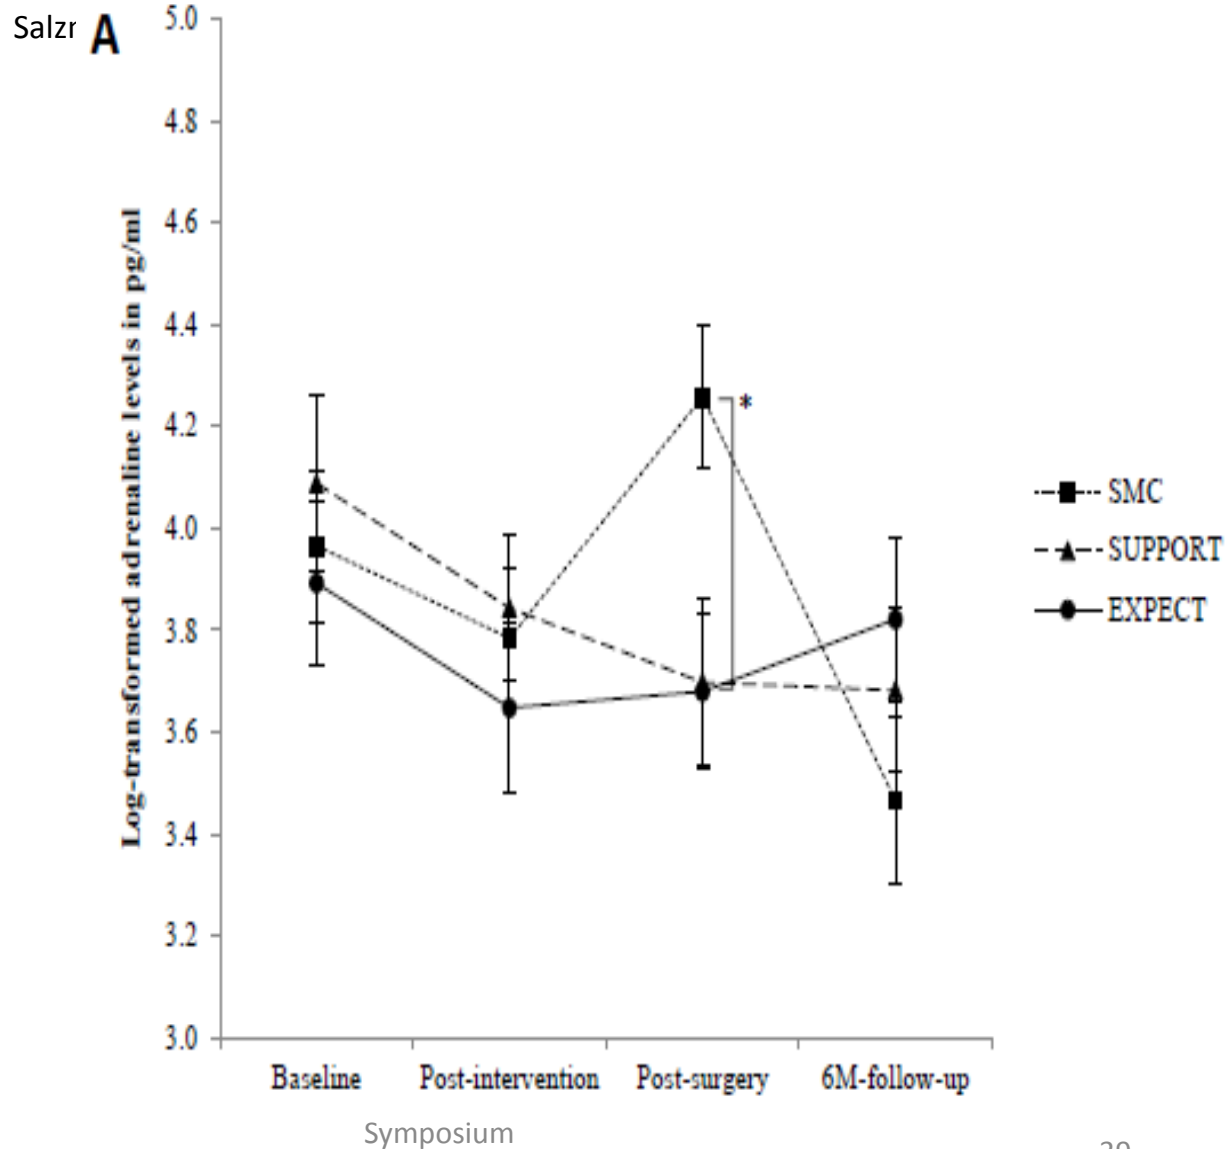 Salzr
A
5.0
4.8
4.6
4.4
4.2
4.0
3.8
3.6
3.4
3.2
3.0
Log-transformed adrenaline levels in pg/ml
*
SMC
SUPPORT
EXPECT
Baseline Post-intervention Post-surgery 6M-follow-up
Symposium